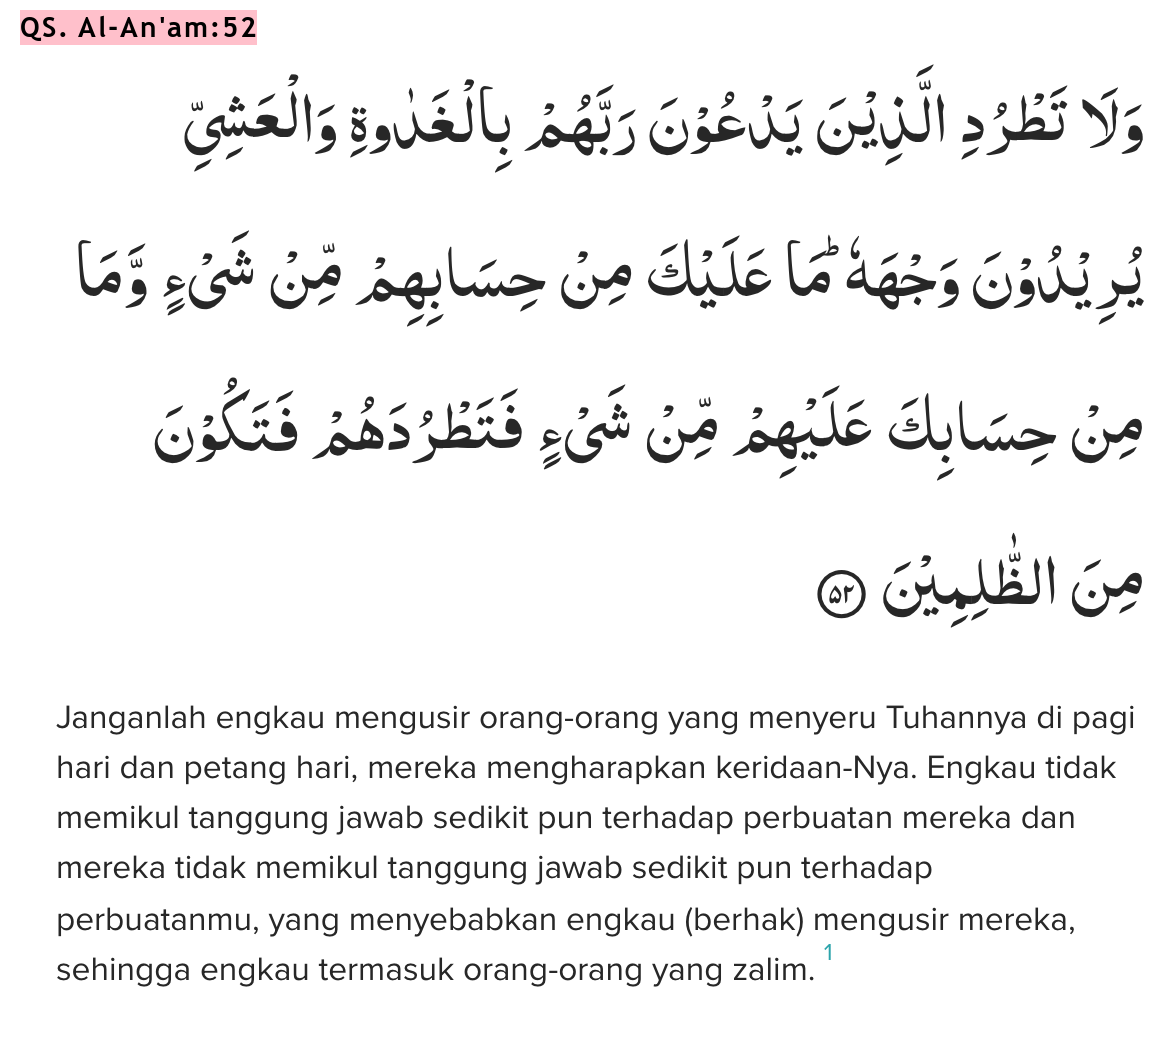 QS. Al-An'am:52
وَلَا تَطْرُدِ الَّذِيْنَ يَدْعُوْنَ رَبَّهُمْ بِالْغَدٰوةِ وَالْعَشِيِّ
يُرِيْدُوْنَ وَجْهَهٗ ۗمَا عَلَيْكَ مِنْ حِسَابِهِمْ مِّنْ شَيْءٍ وَّمَا
مِنْ حِسَابِكَ عَلَيْهِمْ مِّنْ شَيْءٍ فَتَطْرُدَهُمْ فَتَكُوْنَ
مِنَ الظّٰلِمِيْنَ ۵۲
Janganlah engkau mengusir orang-orang yang menyeru Tuhannya di pagi
hari dan petang hari, mereka mengharapkan keridaan-Nya. Engkau tidak
memikul tanggung jawab sedikit pun terhadap perbuatan mereka dan
mereka tidak memikul tanggung jawab sedikit pun terhadap
perbuatanmu, yang menyebabkan engkau (berhak) mengusir mereka,
sehingga engkau termasuk orang-orang yang zalim. 1